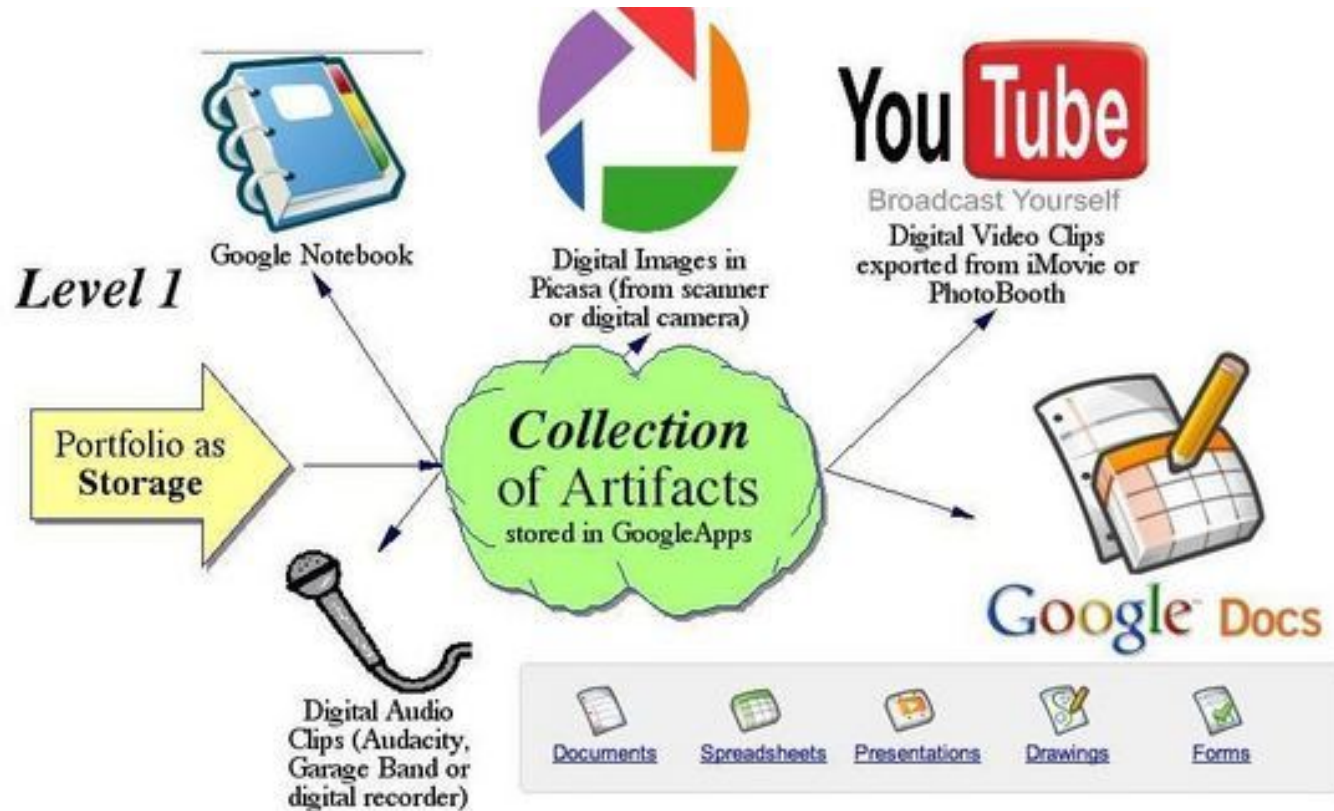 Google Notebook
Digital Images in
Picasa (from scanner
or digital camera)
You Tube
Broadcast Yourself
Digital Video Clips
exported from iMovie or
PhotoBooth
Level 1
Portfolio as
Storage
Collection
of Artifacts
stored in GoogleApps
Google Docs
Digital Audio
Clips (Audacity,
Garage Band or
digital recorder)
Documents Spreadsheets Presentations Drawings Forms